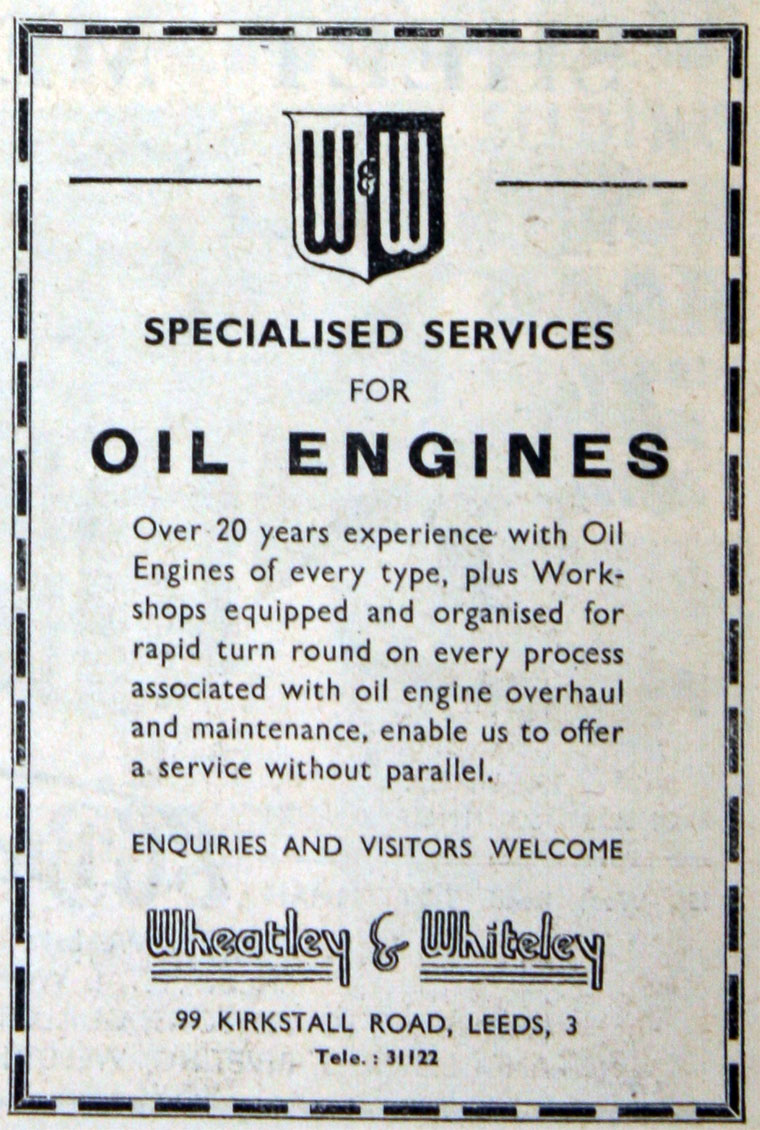 W & W
SPECIALISED SERVICES
FOR
OIL ENGINES
Over 20 years experience with Oil
Engines of every type, plus Work-
shops equipped and organised for
rapid turn round on every process
associated with oil engine overhaul
and maintenance, enable us to offer
a service without parallel.
ENQUIRIES AND VISITORS WELCOME
Wheatley & Whiteley
99 KIRKSTALL ROAD, LEEDS, 3
Tele. : 31122